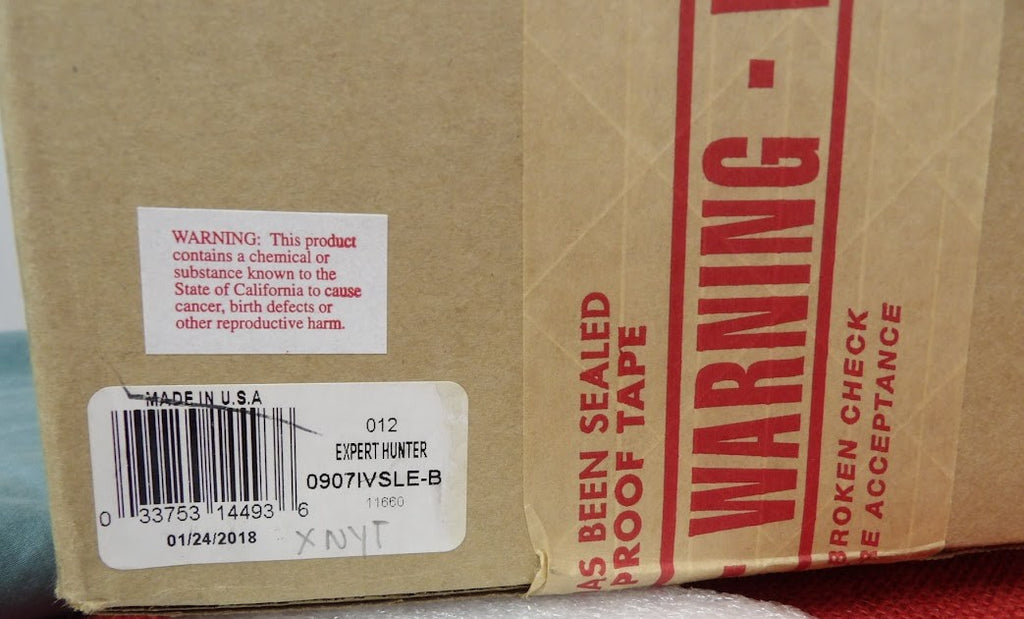 WARNING: This product
contains a chemical or
substance known to the
State of California to cause
cancer, birth defects or
other reproductive harm.
MADE IN U.S.A
012
EXPERT HUNTER
0907IVSLE-B
11660
0 33753 14493 6
01/24/2018
XNYT
AS BEEN SEALED
PROOF TAPE
WARNING
BROKEN CHECK
RE ACCEPTANCE